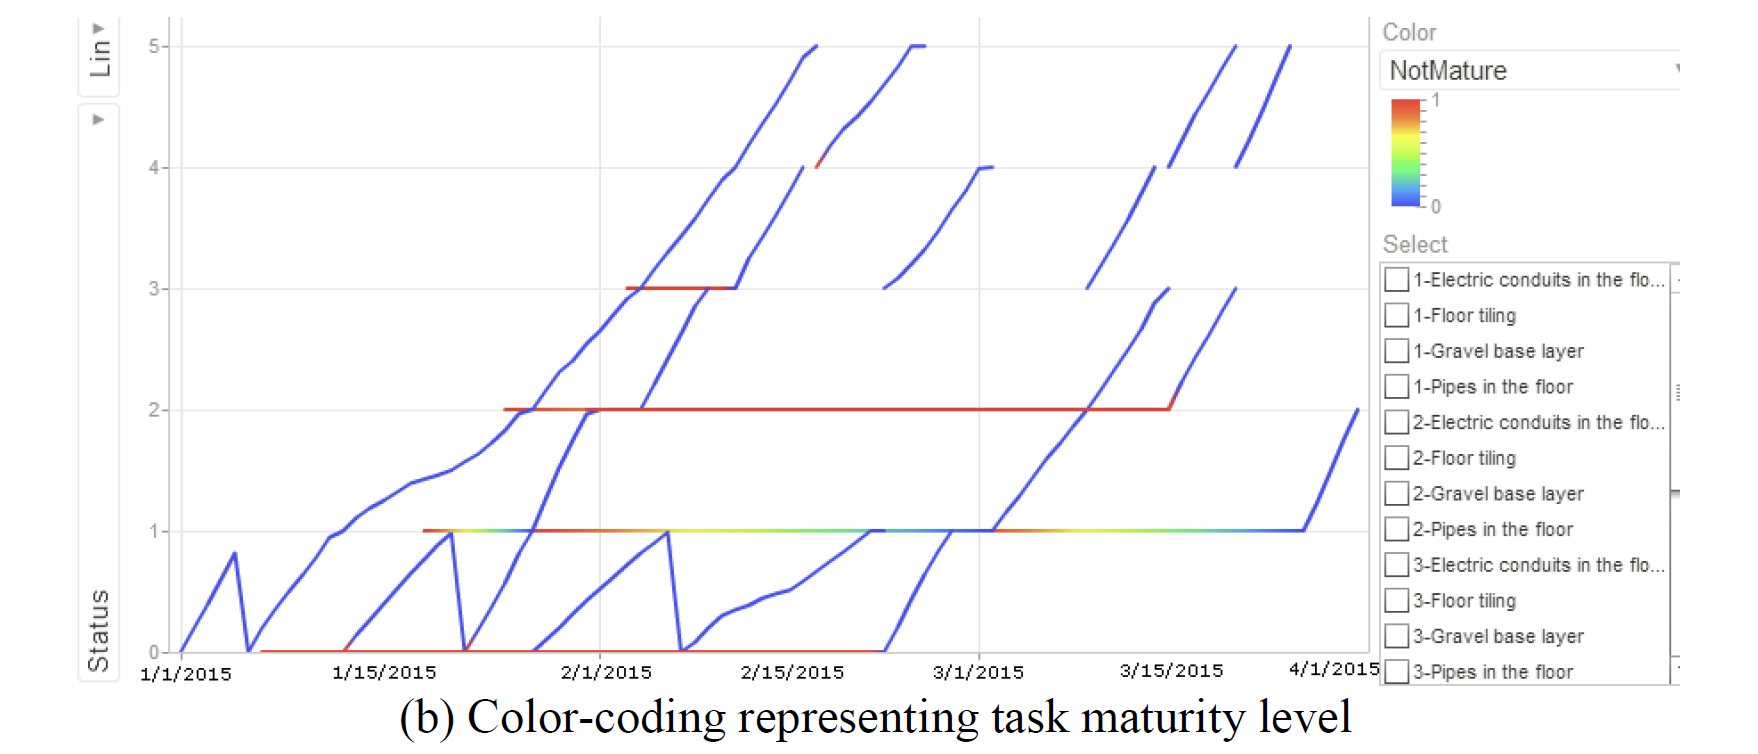 Lin
Status
5
4
3
2
1
0
1/1/2015
1/15/2015
2/1/2015
2/15/2015
3/1/2015
3/15/2015
4/1/2015
Color
NotMature
1
0
Select
1-Electric conduits in the flo...
1-Floor tiling
1-Gravel base layer
1-Pipes in the floor
2-Electric conduits in the flo...
2-Floor tiling
2-Gravel base layer
2-Pipes in the floor
3-Electric conduits in the flo...
3-Floor tiling
3-Gravel base layer
3-Pipes in the floor
(b) Color-coding representing task maturity level